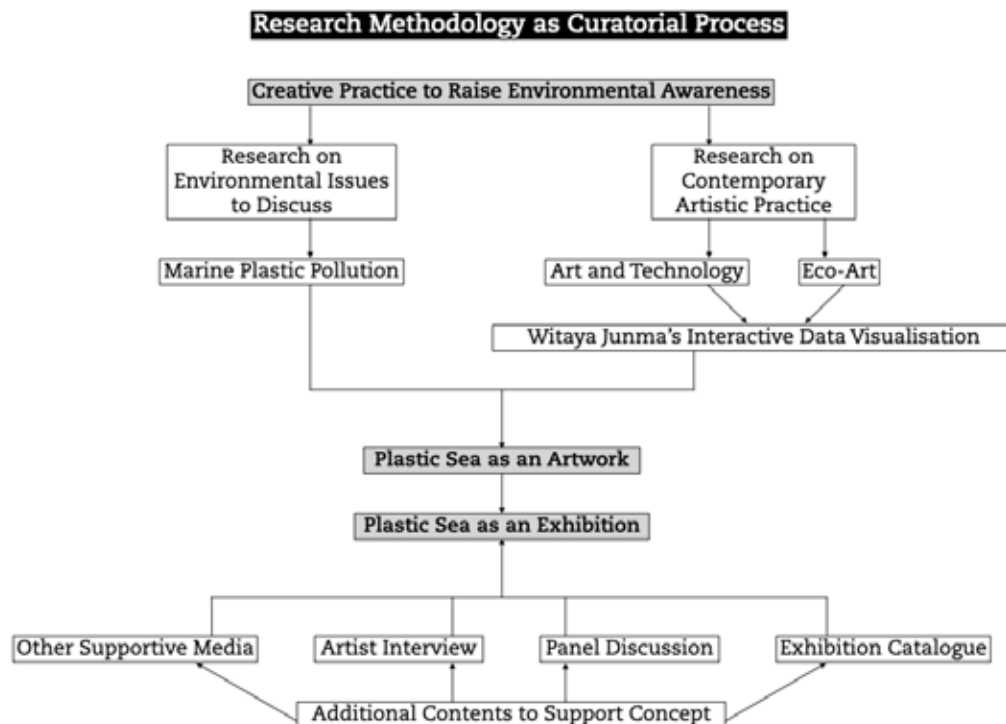 Research Methodology as Curatorial Process
Creative Practice to Raise Environmental Awareness
Research on
Environmental Issues
to Discuss
Research on
Contemporary
Artistic Practice
Marine Plastic Pollution
Art and Technology
Eco-Art
Witaya Junma's Interactive Data Visualisation
Plastic Sea as an Artwork
Plastic Sea as an Exhibition
Other Supportive Media
Artist Interview
Panel Discussion
Exhibition Catalogue
Additional Contents to Support Concept